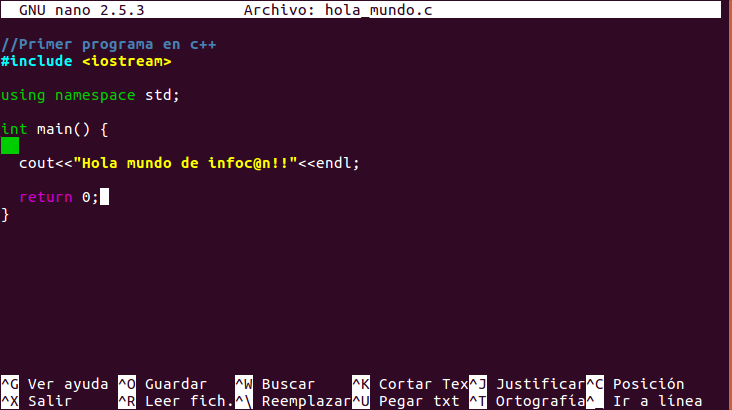 GNU nano 2.5.3 Archivo: hola_mundo.c
//Primer programa en c++
#include <iostream>
using namespace std;
int main() {
cout<<"Hola mundo de infoc@n!!"<<endl;
return 0;
}
^G Ver ayuda ^O Guardar ^W Buscar ^K Cortar Tex ^J Justificar ^C Posición
^X Salir ^R Leer fich. ^\ Reemplazar ^U Pegar txt ^T Ortografía ^_ Ir a línea